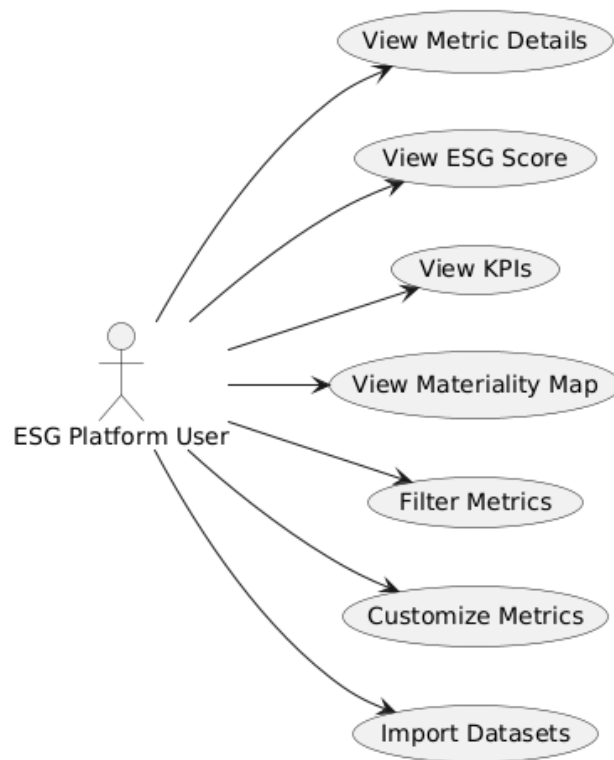 View Metric Details
View ESG Score
View KPIs
View Materiality Map
ESG Platform User
Filter Metrics
Customize Metrics
Import Datasets